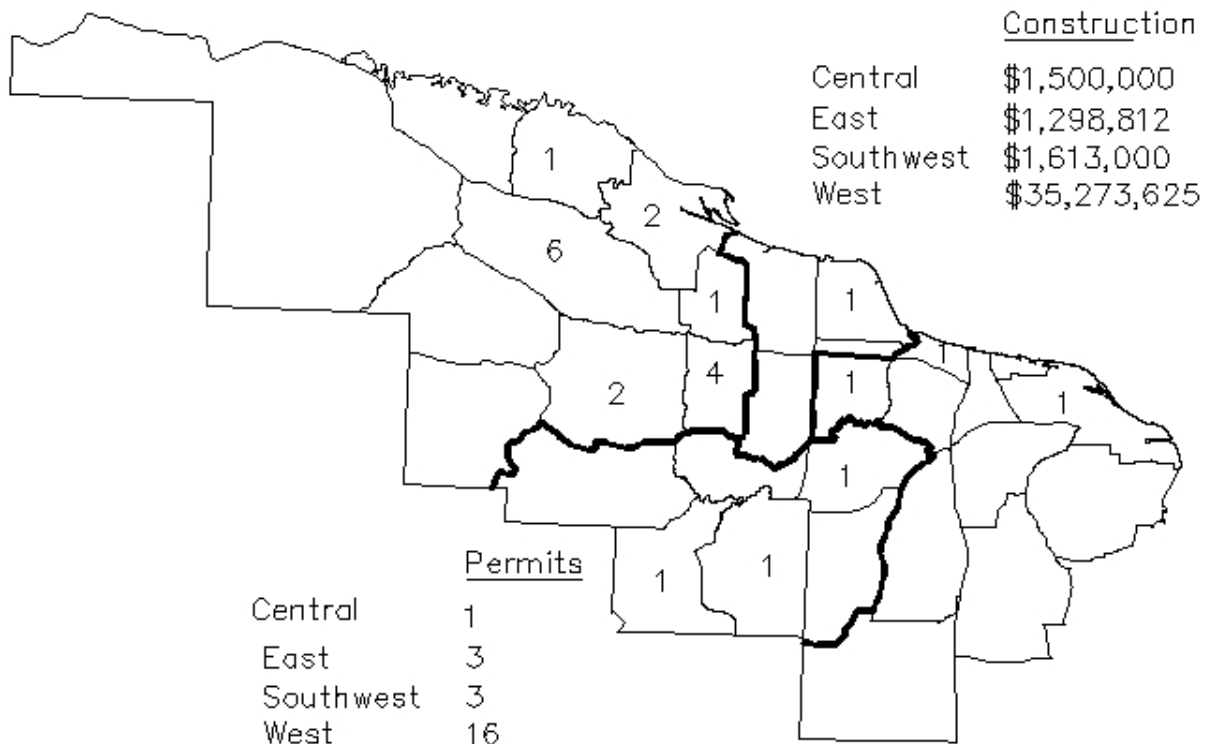 Construction
Central $1,500,000
East $1,298,812
Southwest $1,613,000
West $35,273,625
1
2
6
1
1
4
1
1
2
1
1
1
1
Permits
Central 1
East 3
Southwest 3
West 16